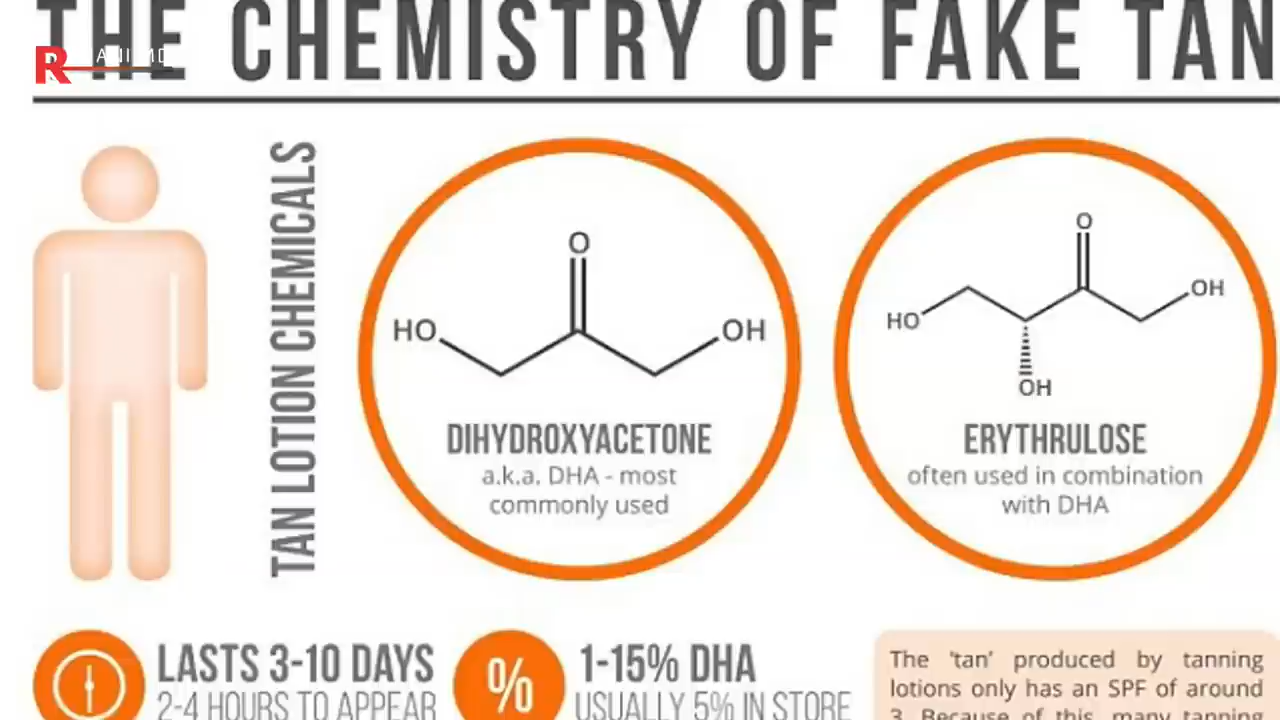 THE CHEMISTRY OF FAKE TAN
R
TAN LOTION CHEMICALS
O
HO
OH
DIHYDROXYACETONE
a.k.a. DHA - most
commonly used
O
HO
OH
OH
ERYTHRULOSE
often used in combination
with DHA
LASTS 3-10 DAYS
2-4 HOURS TO APPEAR
%
1-15% DHA
USUALLY 5% IN STORE
The ‘tan’ produced by tanning
lotions only has an SPF of around
3. Because of this, many tanning